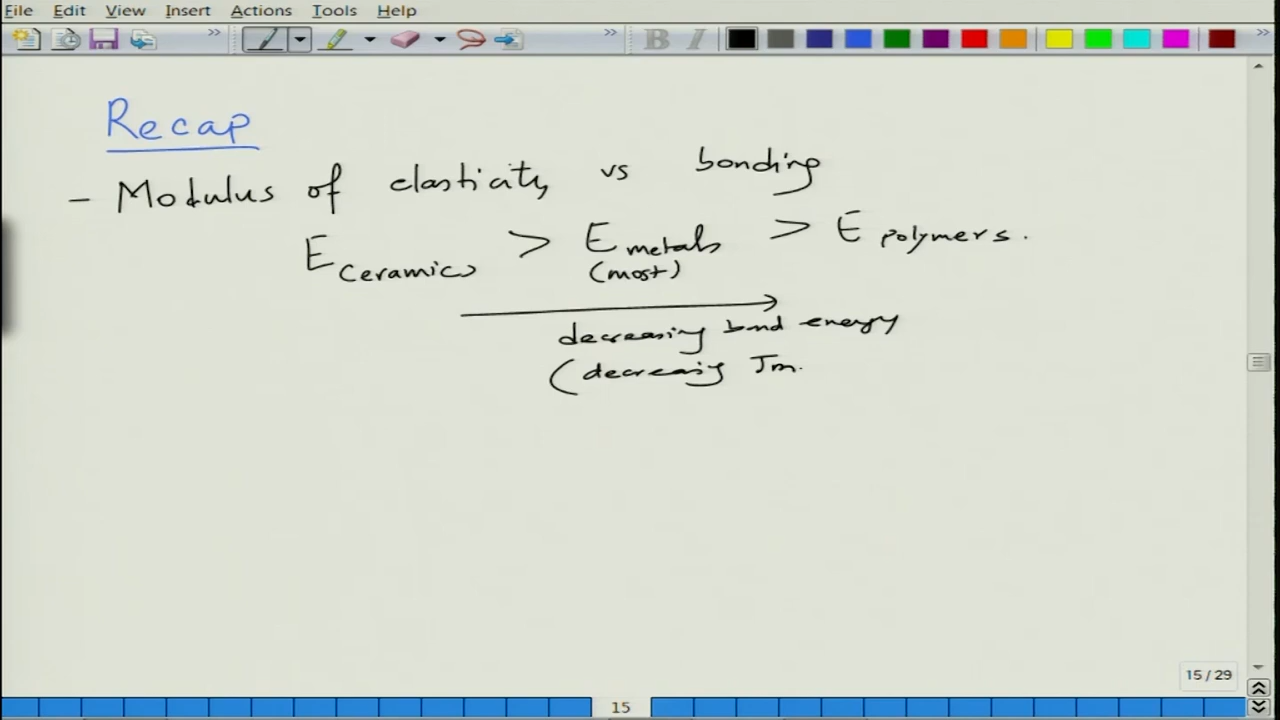 File Edit View Insert Actions Tools Help
B I
Recap
- Modulus of elasticity vs bonding
E ceramics > E metals > E polymers.
(most)
decreasing bond energy
(decreasing Tm.
15 / 29
15